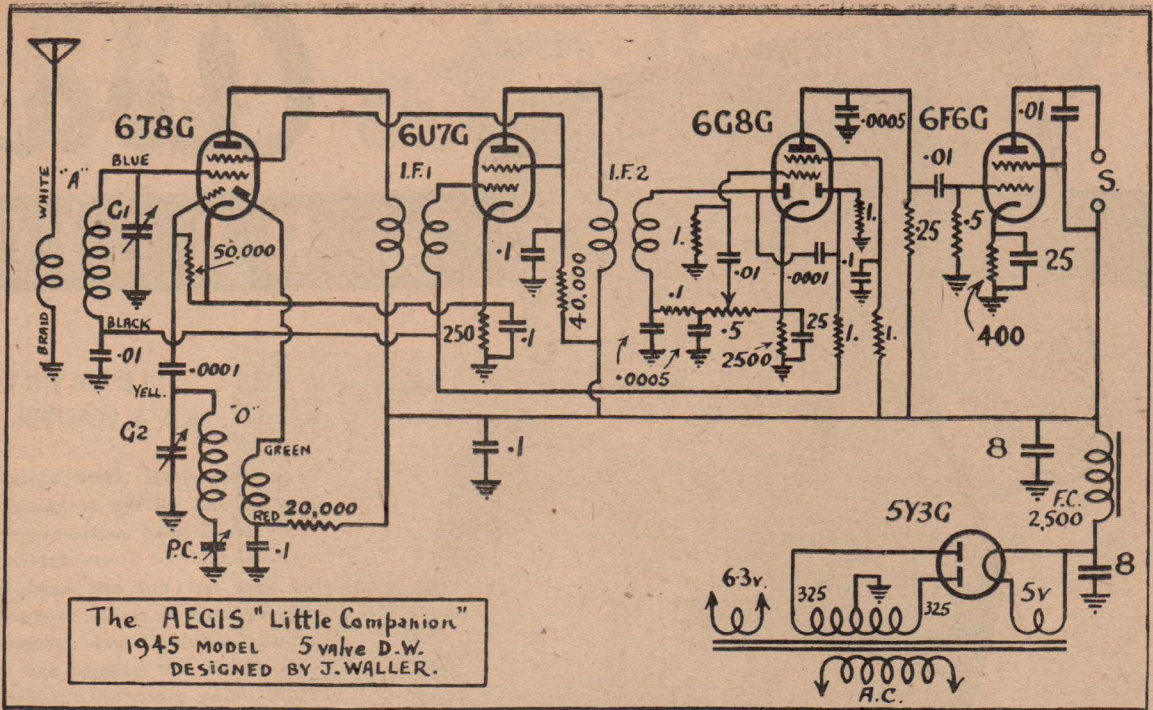 6J8G
6U7G
6G8G
6F6G
.0005
.01
WHITE
"A"
BLUE
G1
I.F.1
I.F.2
.01
S.
50,000
.1
40,000
1.
.01
.0001
1.
.1
.25
.5
25
400
BRAID
BLACK
.01
.0001
250
.1
.1
.5
.0005
25
2500
1.
1.
YEL.
G2
"O"
GREEN
RED
20,000
P.C.
.1
.1
8
F.C.
2,500
5Y3G
8
6.3v.
325
325
5v
A.C.
The AEGIS "Little Companion"
1945 MODEL 5 valve D.W.
DESIGNED BY J. WALLER.